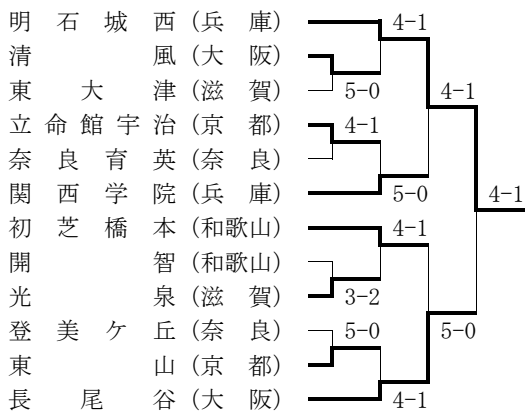 明石城西(兵庫) 4-1
清風(大阪)
東大津(滋賀) 5-0 4-1
立命館宇治(京都) 4-1
奈良育英(奈良)
関西学院(兵庫) 5-0 4-1
初芝橋本(和歌山) 4-1
開智(和歌山)
光泉(滋賀) 3-2
登美ケ丘(奈良) 5-0 5-0
東山(京都)
長尾谷(大阪) 4-1